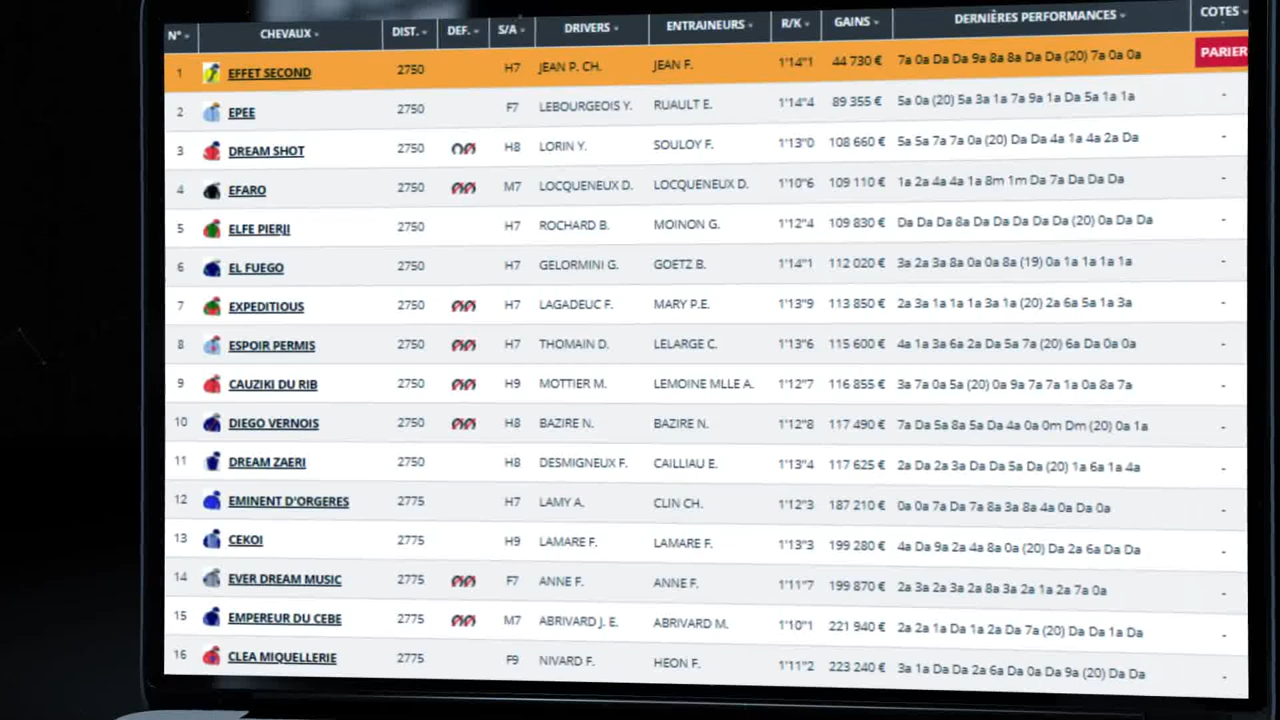 N° CHEVAUX DIST. DEF. S/A DRIVERS ENTRAINEURS R/K GAINS DERNIÈRES PERFORMANCES COTES
1 EFFET SECOND 2750 H7 JEAN P. CH. JEAN F. 1'14"1 44 730 € 7a 0a Da Da 9a 8a 8a Da Da (20) 7a 0a 0a PARIER
2 EPEE 2750 F7 LEBOURGEOIS Y. RUAULT E. 1'14"4 89 355 € 5a 0a (20) 5a 3a 1a 7a 9a 1a Da 5a 1a 1a -
3 DREAM SHOT 2750 H8 LORIN Y. SOULOY F. 1'13"0 108 660 € 5a 5a 7a 7a 0a (20) Da Da 4a 1a 4a 2a Da -
4 EFARO 2750 M7 LOCQUENEUX D. LOCQUENEUX D. 1'10"6 109 110 € 1a 2a 4a 4a 1a 8m 1m Da 7a Da Da Da -
5 ELFE PIERJI 2750 H7 ROCHARD B. MOINON G. 1'12"4 109 830 € Da Da Da 8a Da Da Da Da Da (20) 0a Da Da -
6 EL FUEGO 2750 H7 GELORMINI G. GOETZ B. 1'14"1 112 020 € 3a 2a 3a 8a 0a 0a 8a (19) 0a 1a 1a 1a 1a -
7 EXPEDITIOUS 2750 H7 LAGADEUC F. MARY P.E. 1'13"9 113 850 € 2a 3a 1a 1a 1a 3a 1a (20) 2a 6a 5a 1a 3a -
8 ESPOIR PERMIS 2750 H7 THOMAIN D. LELARGE C. 1'13"6 115 600 € 4a 1a 3a 6a 2a Da 5a 7a (20) 6a Da 0a 0a -
9 CAUZIKI DU RIB 2750 H9 MOTTIER M. LEMOINE MLLE A. 1'12"7 116 855 € 3a 7a 0a 5a (20) 0a 9a 7a 7a 1a 0a 8a 7a -
10 DIEGO VERNOIS 2750 H8 BAZIRE N. BAZIRE N. 1'12"8 117 490 € 7a Da 5a 8a 5a Da 4a 0a 0m Dm (20) 0a 1a -
11 DREAM ZAERI 2750 H8 DESMIGNEUX F. CAILLIAU E. 1'13"4 117 625 € 2a Da 2a 3a Da Da 5a Da (20) 1a 6a 1a 4a -
12 EMINENT D'ORGERES 2775 H7 LAMY A. CLIN CH. 1'12"3 187 210 € 0a 0a 7a Da 7a 8a 3a 8a 4a 0a Da 0a -
13 CEKOI 2775 H9 LAMARE F. LAMARE F. 1'13"3 199 280 € 4a Da 9a 2a 4a 8a 0a (20) Da 2a 6a Da Da -
14 EVER DREAM MUSIC 2775 F7 ANNE F. ANNE F. 1'11"7 199 870 € 2a 3a 2a 3a 2a 8a 3a 2a 1a 2a 7a 0a -
15 EMPEREUR DU CEBE 2775 M7 ABRIVARD J. E. ABRIVARD M. 1'10"1 221 940 € 2a 2a 1a Da 1a 2a Da 7a (20) Da Da 1a Da -
16 CLEA MIQUELLERIE 2775 F9 NIVARD F. HEON F. 1'11"2 223 240 € 3a 1a Da Da 2a 6a Da 0a Da 9a (20) Da Da -